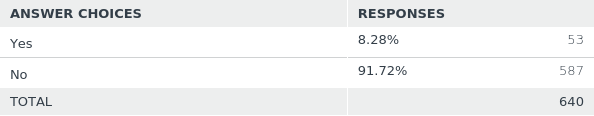 ANSWER CHOICES RESPONSES
Yes 8.28% 53
No 91.72% 587
TOTAL 640